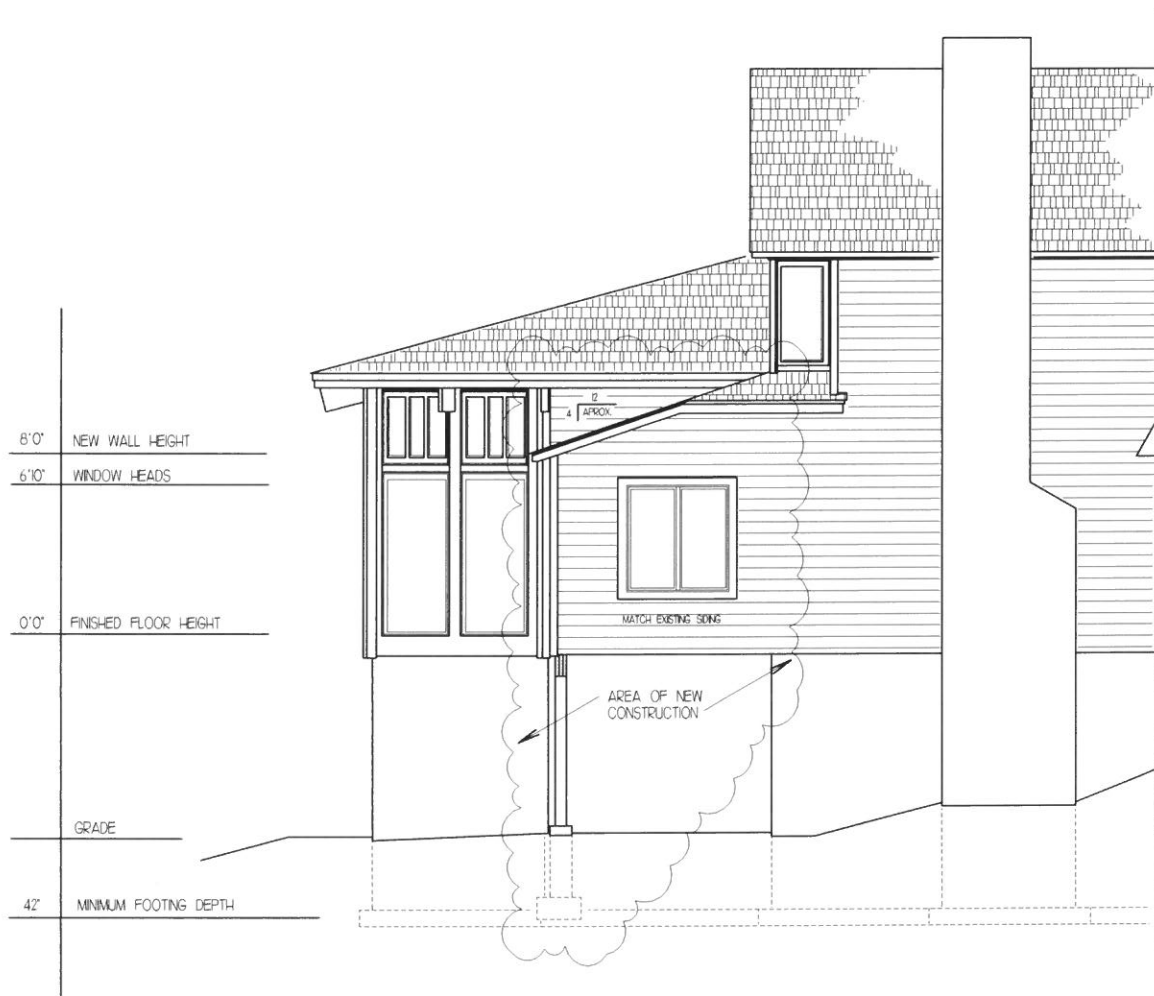 12
4 APROX.
8'0" NEW WALL HEIGHT
6'10" WINDOW HEADS
0'0" FINISHED FLOOR HEIGHT
MATCH EXISTING SIDING
AREA OF NEW
CONSTRUCTION
GRADE
42" MINIMUM FOOTING DEPTH